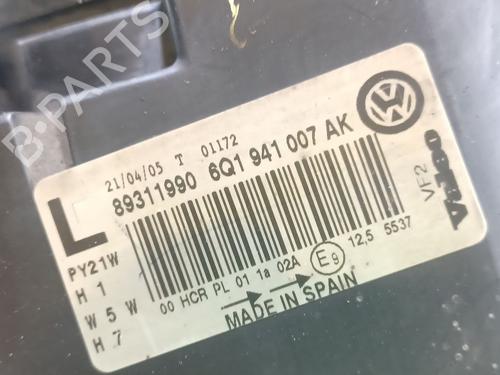 B-PARTS
21/04/05 T 01172
89311990 6Q1 941 007 AK
L
PY21W
H 1
W 5 W
H 7
00 HCR PL 01 1a 02A E9 12,5 5537
MADE IN SPAIN
VF2
Valeo